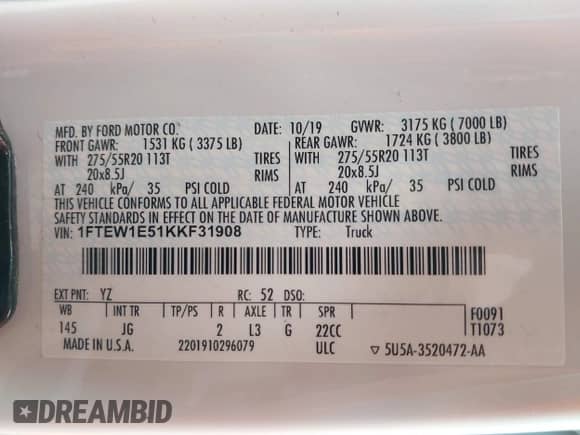 MFD. BY FORD MOTOR CO. DATE: 10/19 GVWR: 3175 KG ( 7000 LB)
FRONT GAWR: 1531 KG ( 3375 LB) REAR GAWR: 1724 KG ( 3800 LB)
WITH 275/55R20 113T TIRES WITH 275/55R20 113T TIRES
20x8.5J RIMS 20x8.5J RIMS
AT 240 kPa/ 35 PSI COLD AT 240 kPa/ 35 PSI COLD
THIS VEHICLE CONFORMS TO ALL APPLICABLE FEDERAL MOTOR VEHICLE
SAFETY STANDARDS IN EFFECT ON THE DATE OF MANUFACTURE SHOWN ABOVE.
VIN: 1FTEW1E51KKF31908 TYPE: Truck
EXT PNT: YZ RC: 52 DSO:
WB INT TR TP/PS R AXLE TR SPR F0091
145 JG 2 L3 G 22CC T1073
MADE IN U.S.A. 2201910296079 ULC ▽ 5U5A-3520472-AA
DREAMBID